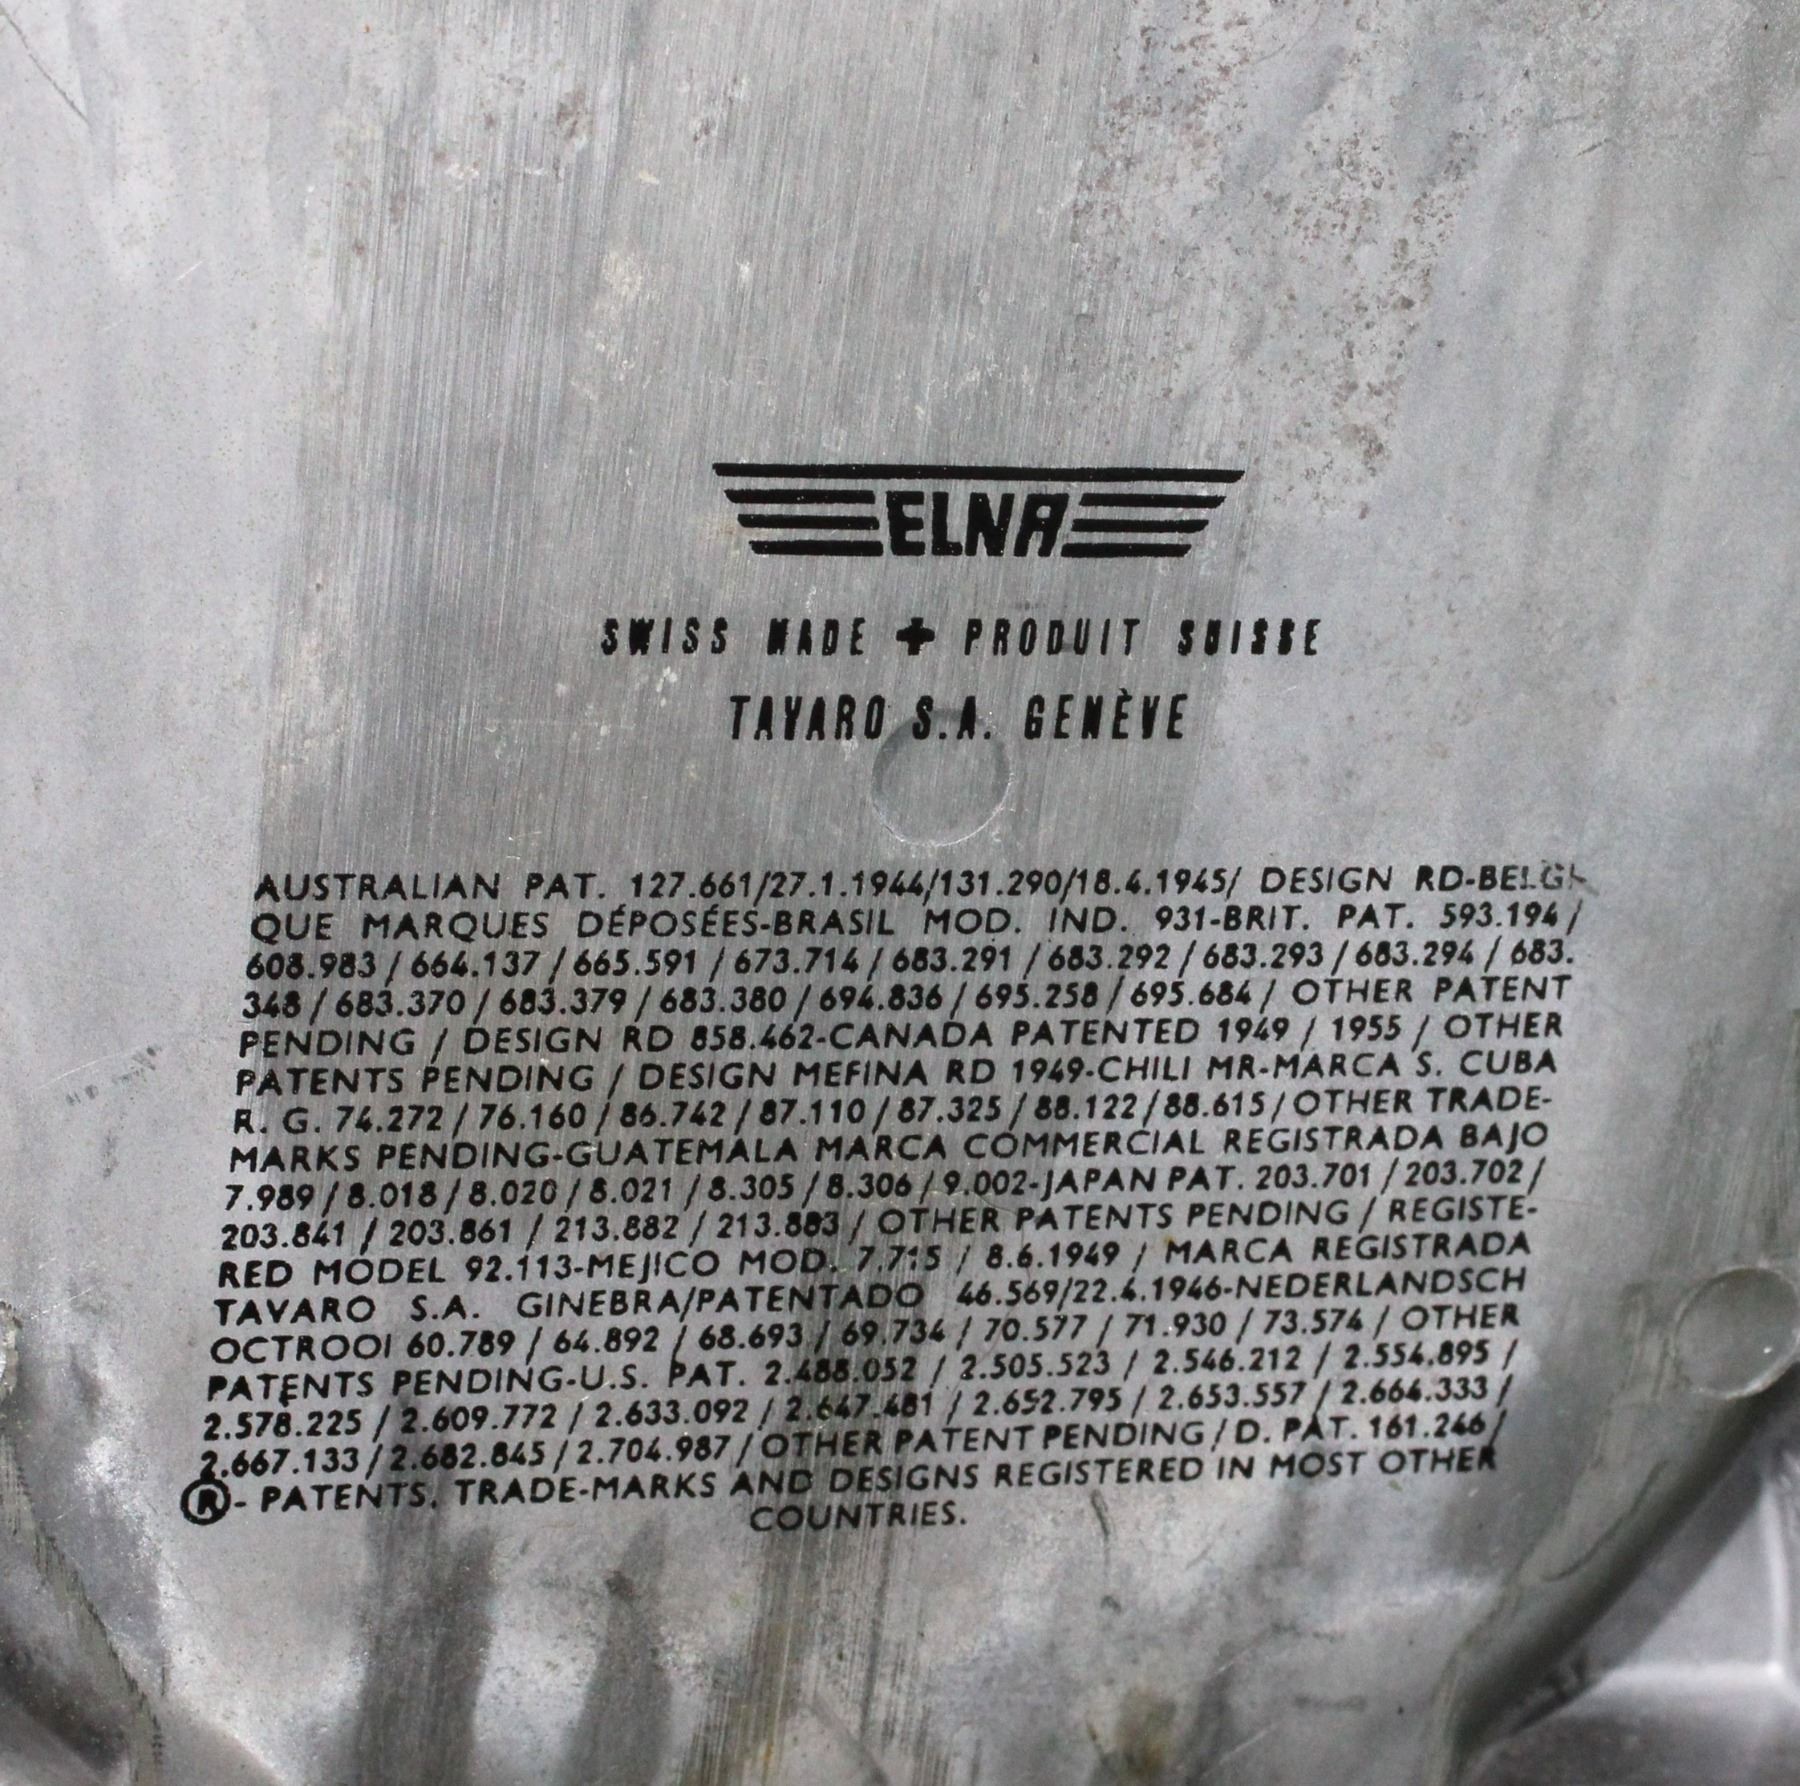 ELNA
SWISS MADE + PRODUIT SUISSE
TAVARO S.A. GENÈVE
AUSTRALIAN PAT. 127.661/27.1.1944/131.290/18.4.1945/ DESIGN RD-BELGI-
QUE MARQUES DÉPOSÉES-BRASIL MOD. IND. 931-BRIT. PAT. 593.194/
608.983/664.137/665.591/673.714/683.291/683.292/683.293/683.294/683.
348/683.370/683.379/683.380/694.836/695.258/695.684/ OTHER PATENT
PENDING / DESIGN RD 858.462-CANADA PATENTED 1949 / 1955 / OTHER
PATENTS PENDING / DESIGN MEFINA RD 1949-CHILI MR-MARCA S. CUBA
R. G. 74.272/76.160/86.742/87.110/87.325/88.122/88.615/OTHER TRADE-
MARKS PENDING-GUATEMALA MARCA COMMERCIAL REGISTRADA BAJO
7.989/8.018/8.020/8.021/8.305/8.306/9.002-JAPAN PAT. 203.701/203.702/
203.841 / 203.861 / 213.882 / 213.883 / OTHER PATENTS PENDING / REGISTE-
RED MODEL 92.113-MEJICO MOD. 7.715 / 8.6.1949 / MARCA REGISTRADA
TAVARO S.A. GINEBRA/PATENTADO 46.569/22.4.1946-NEDERLANDSCH
OCTROOI 60.789 / 64.892 / 68.693 / 69.734 / 70.577 / 71.930 / 73.574 / OTHER
PATENTS PENDING-U.S. PAT. 2.488.052 / 2.505.523 / 2.546.212 / 2.554.895 /
2.578.225 / 2.609.772 / 2.633.092 / 2.647.481 / 2.652.795 / 2.653.557 / 2.664.333 /
2.667.133/2.682.845/2.704.987/OTHER PATENT PENDING/D. PAT. 161.246/
®- PATENTS, TRADE-MARKS AND DESIGNS REGISTERED IN MOST OTHER
COUNTRIES.